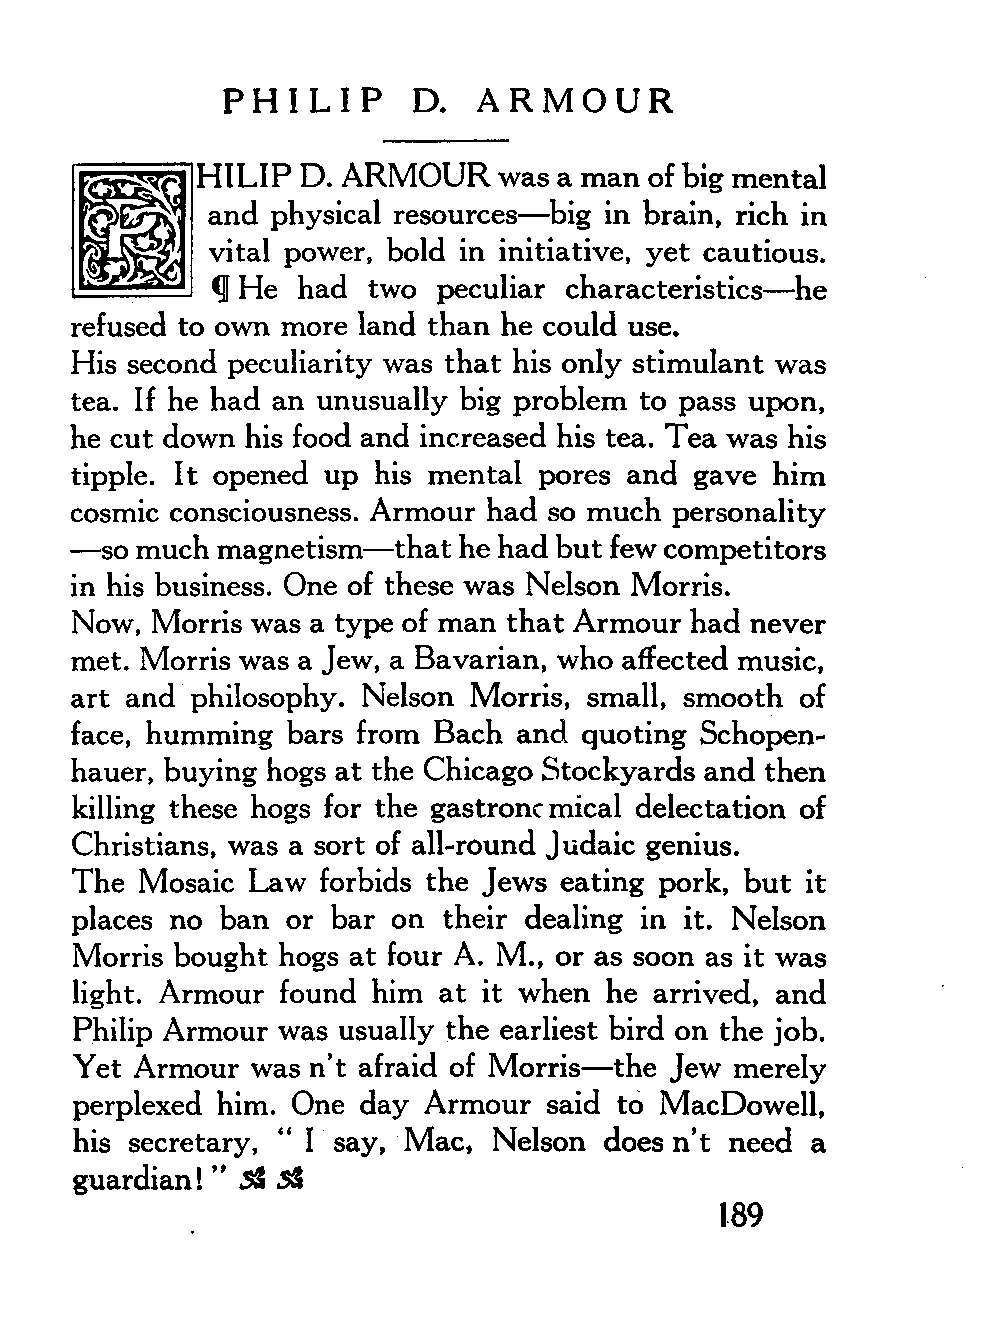 PHILIP D. ARMOUR
PHILIP D. ARMOUR was a man of big mental
and physical resources—big in brain, rich in
vital power, bold in initiative, yet cautious.
¶ He had two peculiar characteristics—he
refused to own more land than he could use.
His second peculiarity was that his only stimulant was
tea. If he had an unusually big problem to pass upon,
he cut down his food and increased his tea. Tea was his
tipple. It opened up his mental pores and gave him
cosmic consciousness. Armour had so much personality
—so much magnetism—that he had but few competitors
in his business. One of these was Nelson Morris.
Now, Morris was a type of man that Armour had never
met. Morris was a Jew, a Bavarian, who affected music,
art and philosophy. Nelson Morris, small, smooth of
face, humming bars from Bach and quoting Schopen-
hauer, buying hogs at the Chicago Stockyards and then
killing these hogs for the gastronomical delectation of
Christians, was a sort of all-round Judaic genius.
The Mosaic Law forbids the Jews eating pork, but it
places no ban or bar on their dealing in it. Nelson
Morris bought hogs at four A. M., or as soon as it was
light. Armour found him at it when he arrived, and
Philip Armour was usually the earliest bird on the job.
Yet Armour was n't afraid of Morris—the Jew merely
perplexed him. One day Armour said to MacDowell,
his secretary, “ I say, Mac, Nelson does n't need a
guardian! ”
189